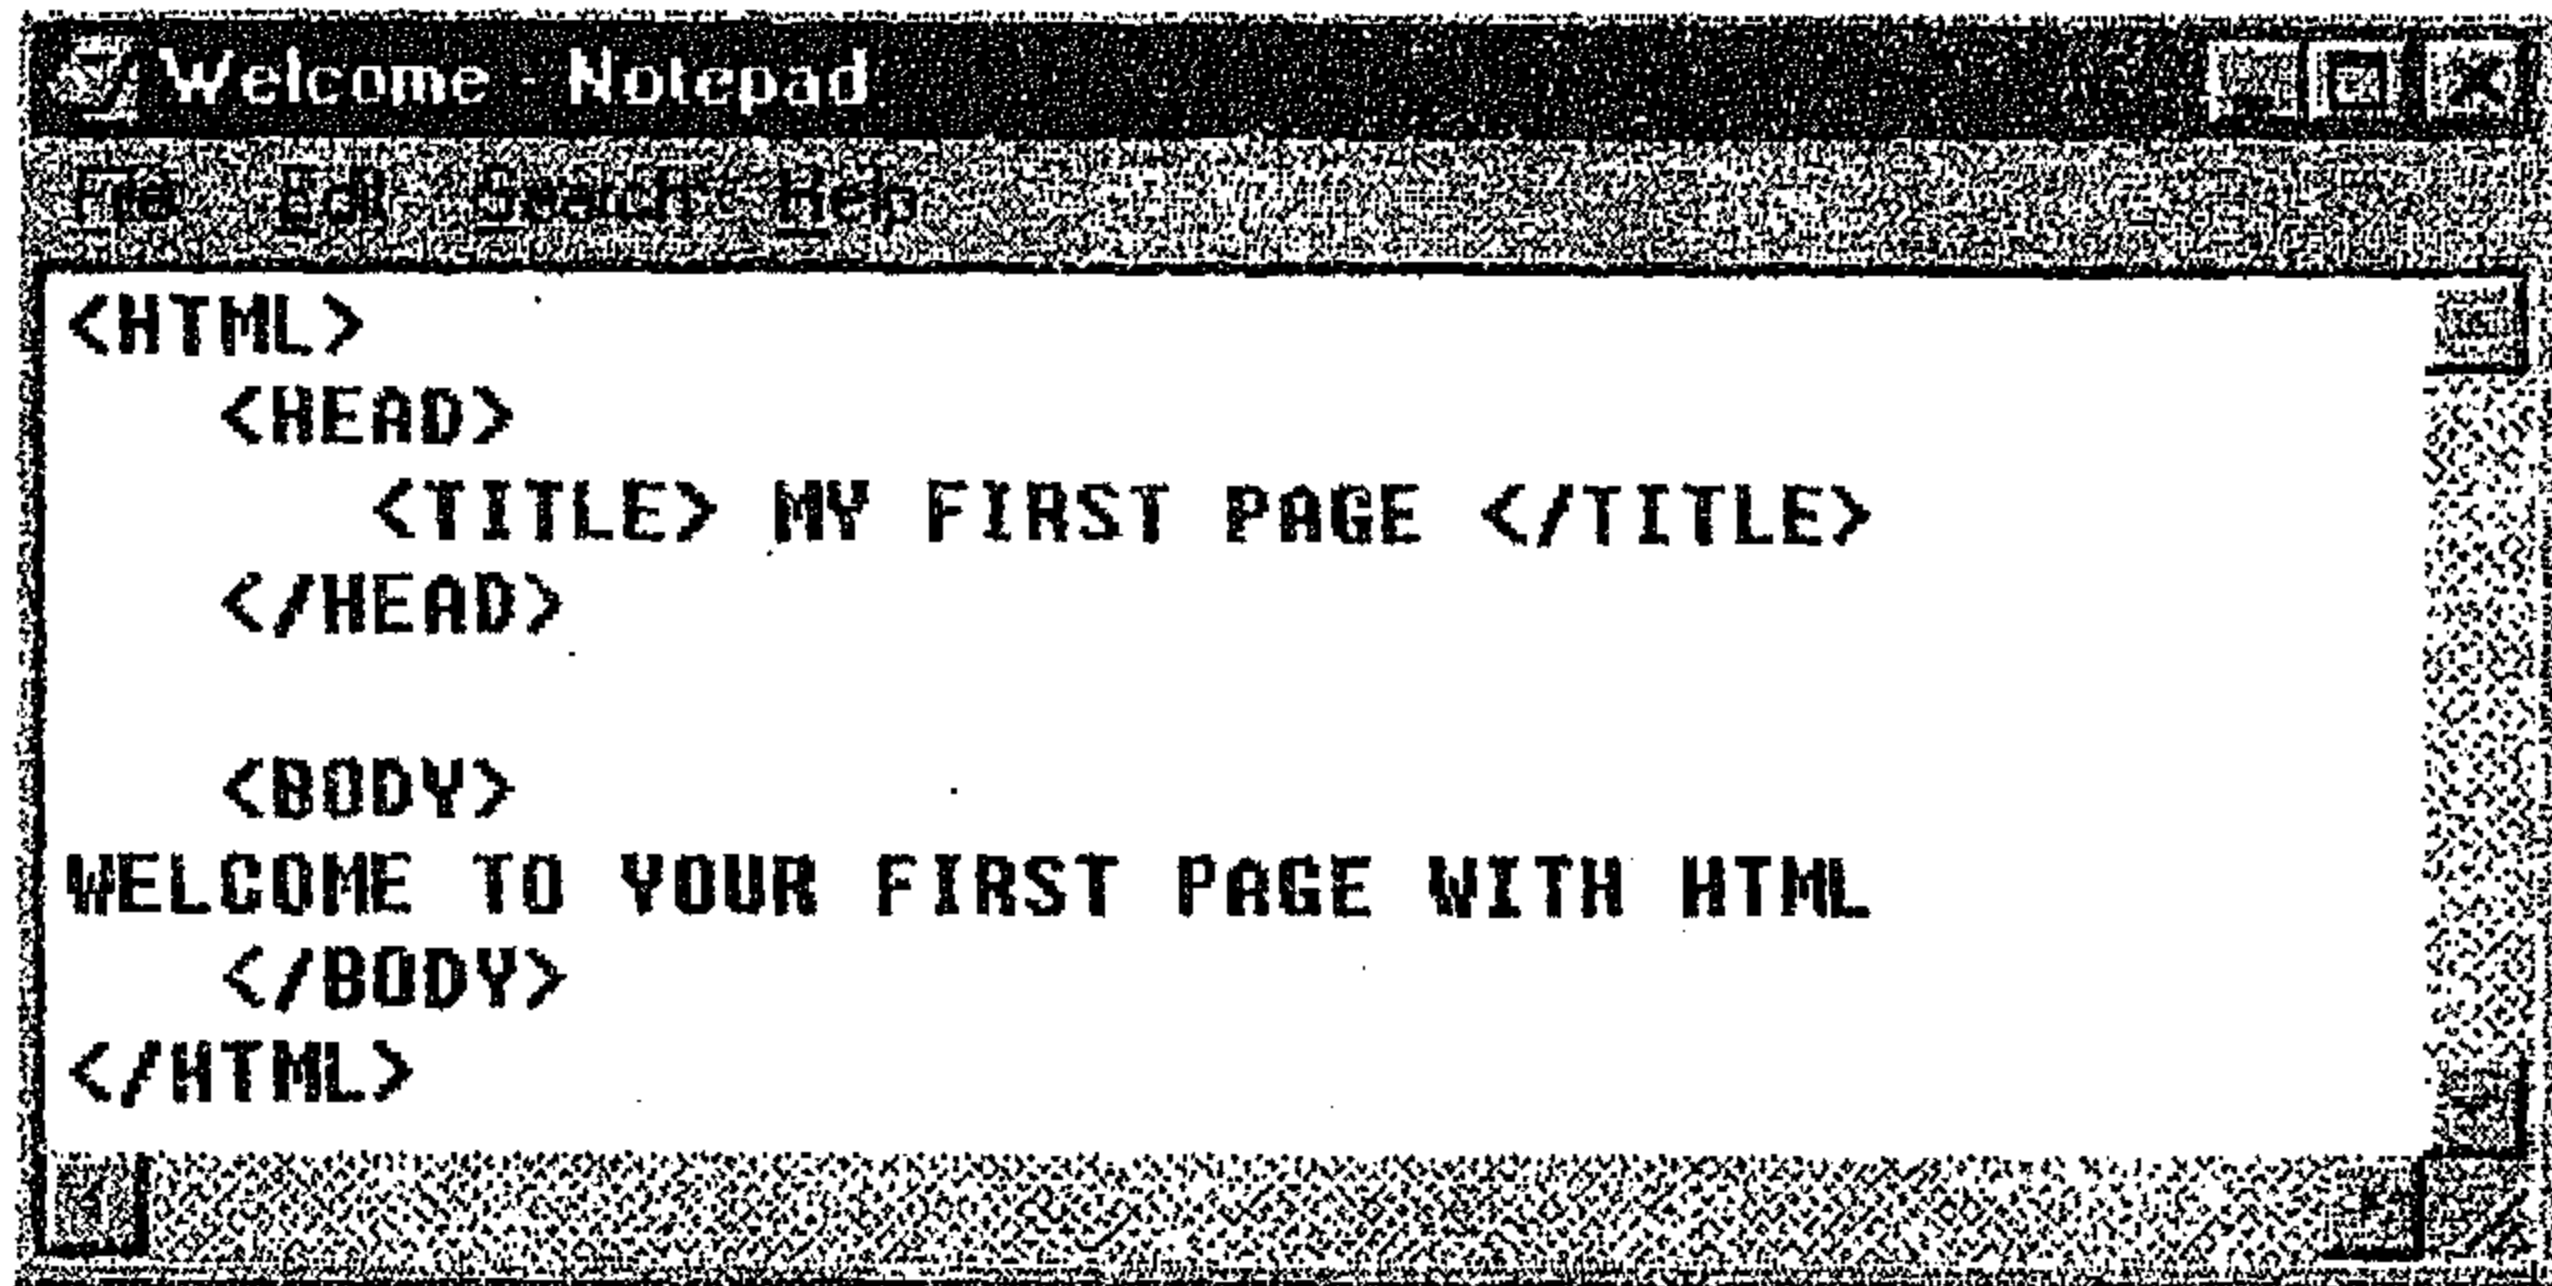 Welcome - Notepad
File Edit Search Help
<HTML>
<HEAD>
<TITLE> MY FIRST PAGE </TITLE>
</HEAD>
<BODY>
WELCOME TO YOUR FIRST PAGE WITH HTML
</BODY>
</HTML>